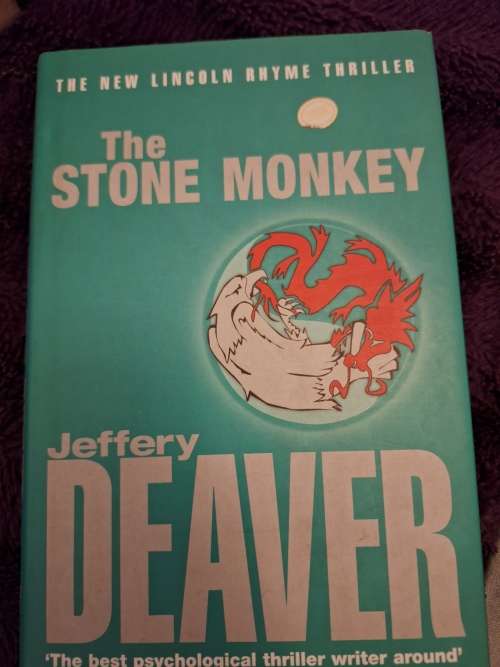 THE NEW LINCOLN RHYME THRILLER
The
STONE MONKEY
Jeffery
DEAVER
'The best psychological thriller writer around'